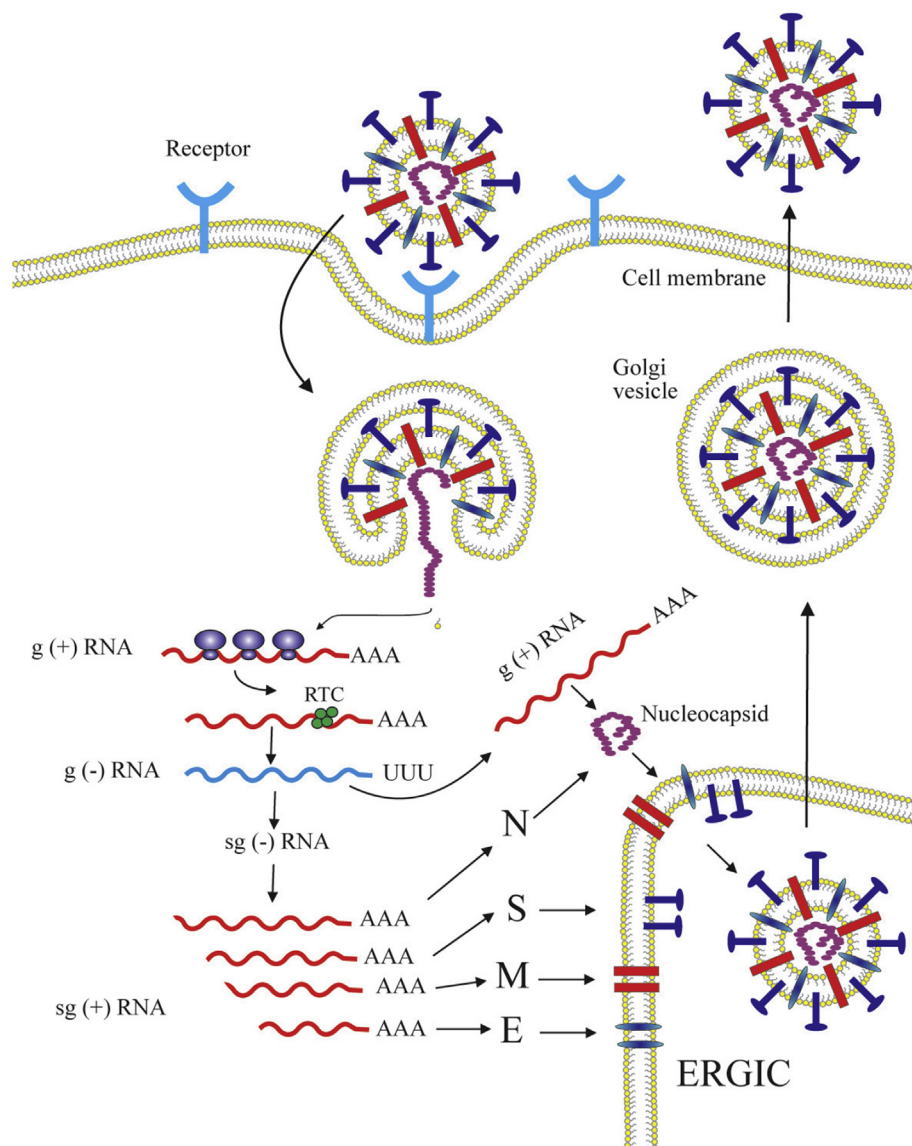 Receptor
Cell membrane
Golgi
vesicle
g (+) RNA
AAA
RTC
AAA
g (-) RNA
UUU
sg (-) RNA
g (+) RNA
AAA
Nucleocapsid
AAA
N
AAA
S
sg (+) RNA
AAA
M
AAA
E
ERGIC